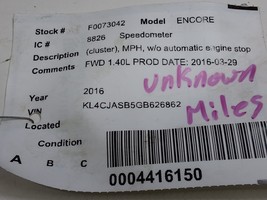 Stock # F0073042 Model ENCORE
IC # 8826 Speedometer
Description (cluster), MPH, w/o automatic engine stop
Comments FWD 1.40L PROD DATE: 2016-03-29
unknown
Miles
Year 2016
VIN KL4CJASB5GB626862
Located
Condition
A B C
0004416150